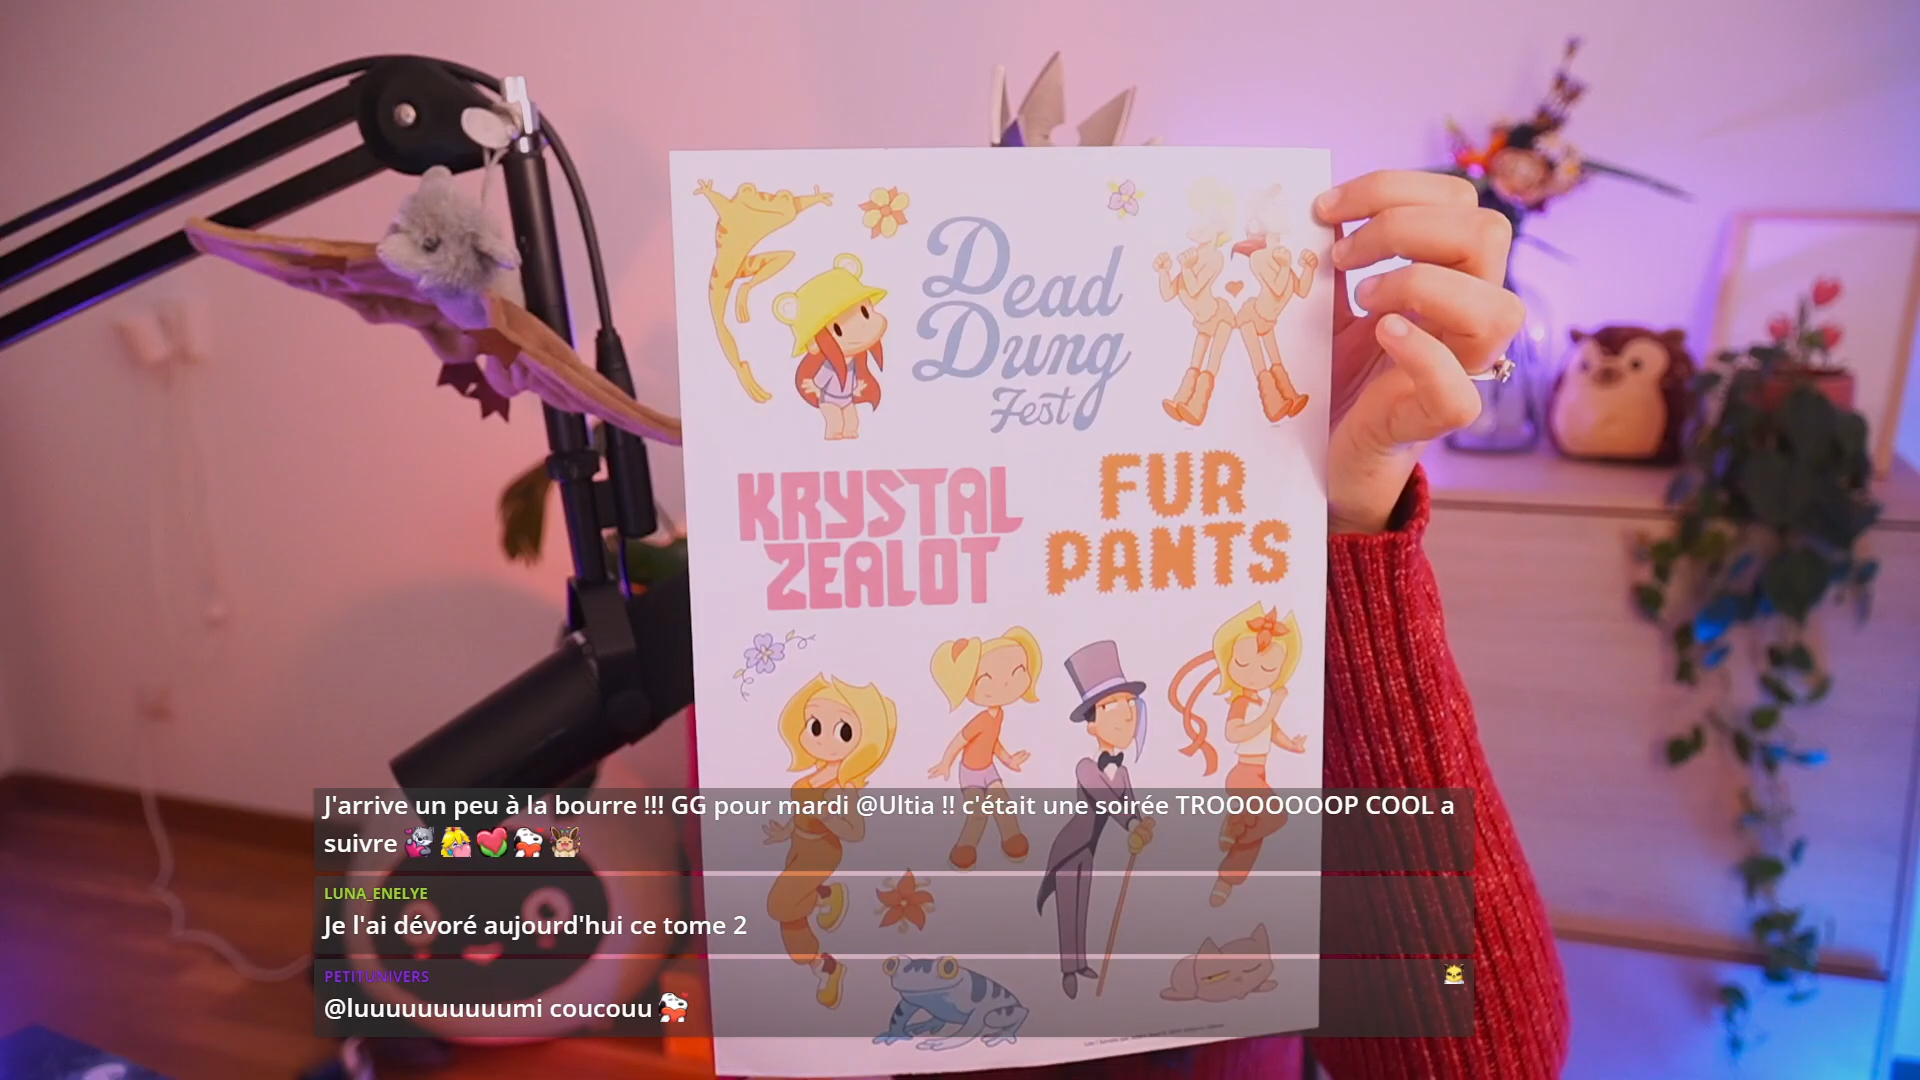 Dead
Dung
Fest
KRYSTAL
ZEALOT
FUR
PANTS
J'arrive un peu à la bourre !!! GG pour mardi @Ultia !! c'était une soirée TROOOOOOOP COOL a
suivre
LUNA_ENELYE
Je l'ai dévoré aujourd'hui ce tome 2
PETITUNIVERS
@luuuuuuuuuumi coucouu